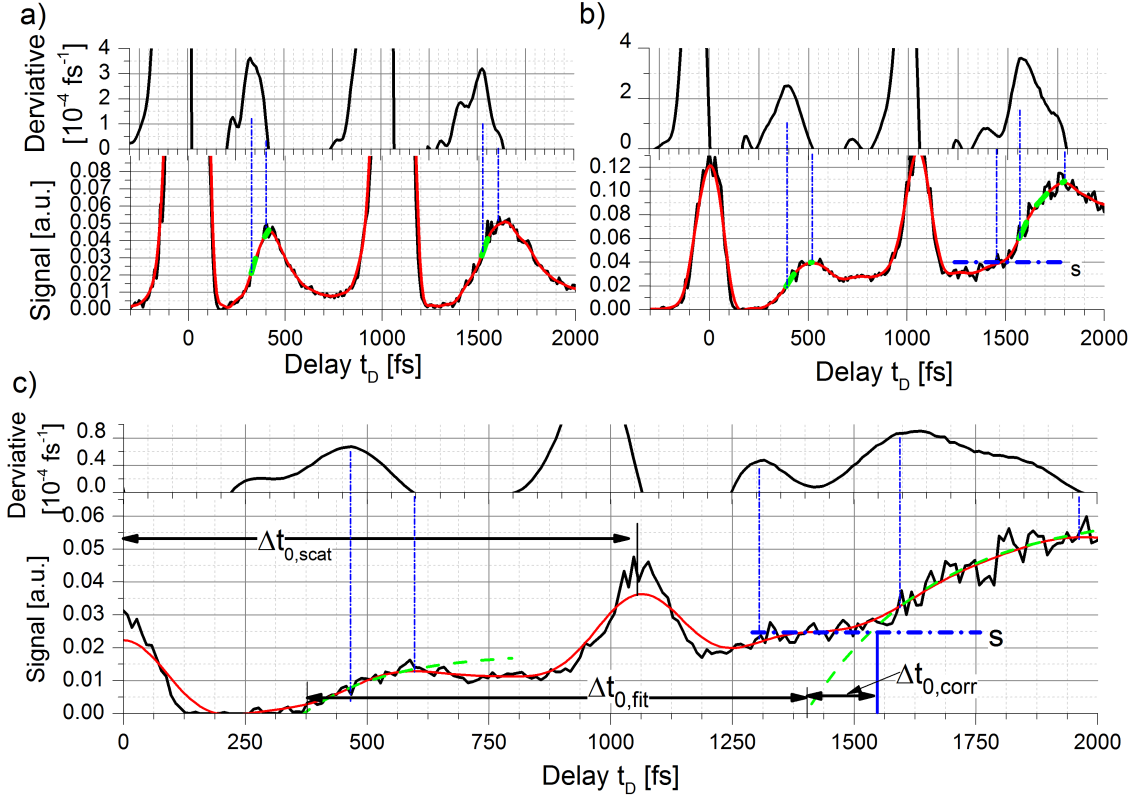 a)
Derviative
[10⁻⁴ fs⁻¹]
4
3
2
1
0
Signal [a.u.]
0.08
0.07
0.06
0.05
0.04
0.03
0.02
0.01
0.00
0 500 1000 1500 2000
Delay t_D [fs]
b)
4
2
0
0.12
0.10
0.08
0.06
0.04
0.02
0.00
s
0 500 1000 1500 2000
Delay t_D [fs]
c)
Derviative
[10⁻⁴ fs⁻¹]
0.8
0.4
0.0
Signal [a.u.]
0.06
0.05
0.04
0.03
0.02
0.01
0.00
Δt_0,scat
s
Δt_0,fit
Δt_0,corr
0 250 500 750 1000 1250 1500 1750 2000
Delay t_D [fs]